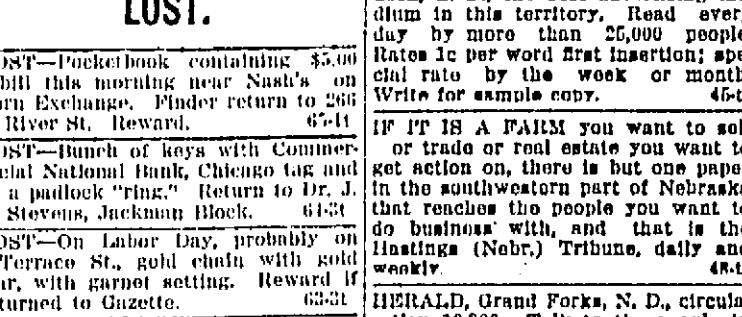 LOST.
OST—Pocketbook containing $5.00
bill this morning near Nash's on
orn Exchange. Finder return to 266
River St. Reward. 65-1t
OST—Bunch of keys with Commer-
cial National Bank, Chicago tag and
a padlock "ring." Return to Dr. J.
Stevens, Jackman Block. 64-3t
OST—On Labor Day, probably on
Terrace St., gold chain with gold
ar, with garnet setting. Reward if
turned to Gazette. 63-3t
dium in this territory. Read ever
day by more than 25,000 people
Rates 1c per word first insertion; spe
cial rate by the week or month
Write for sample copy. 45-t
IF IT IS A FARM you want to sel
or trade or real estate you want t
get action on, there is but one pape
in the southwestern part of Nebraska
that reaches the people you want t
do business with, and that is th
Hastings (Nebr.) Tribune, daily and
weekly. 48-t
HERALD, Grand Forks, N. D., circula